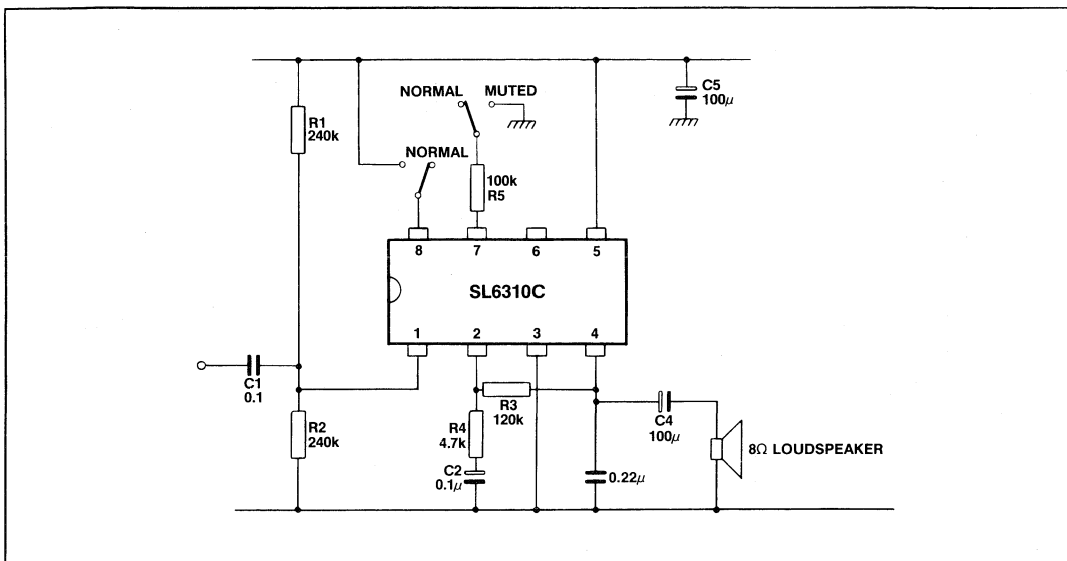 C5
100μ
NORMAL MUTED
R1
240k
NORMAL
100k
R5
8 7 6 5
SL6310C
1 2 3 4
C1
0.1
R3
120k
R2
240k
R4
4.7k
C4
100μ
8Ω LOUDSPEAKER
C2
0.1μ
0.22μ